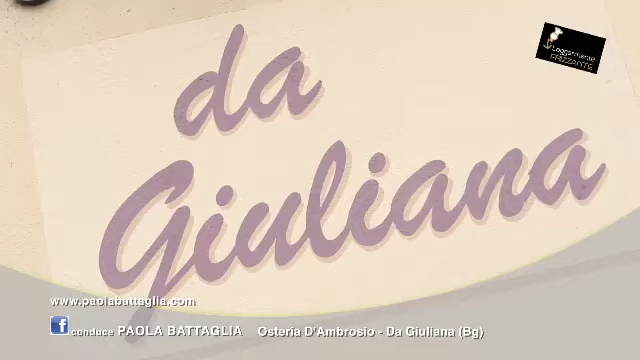 da
Giuliana
Leggermente
FRIZZANTE
www.paolabattaglia.com
f conduce PAOLA BATTAGLIA Osteria D'Ambrosio - Da Giuliana (Bg)